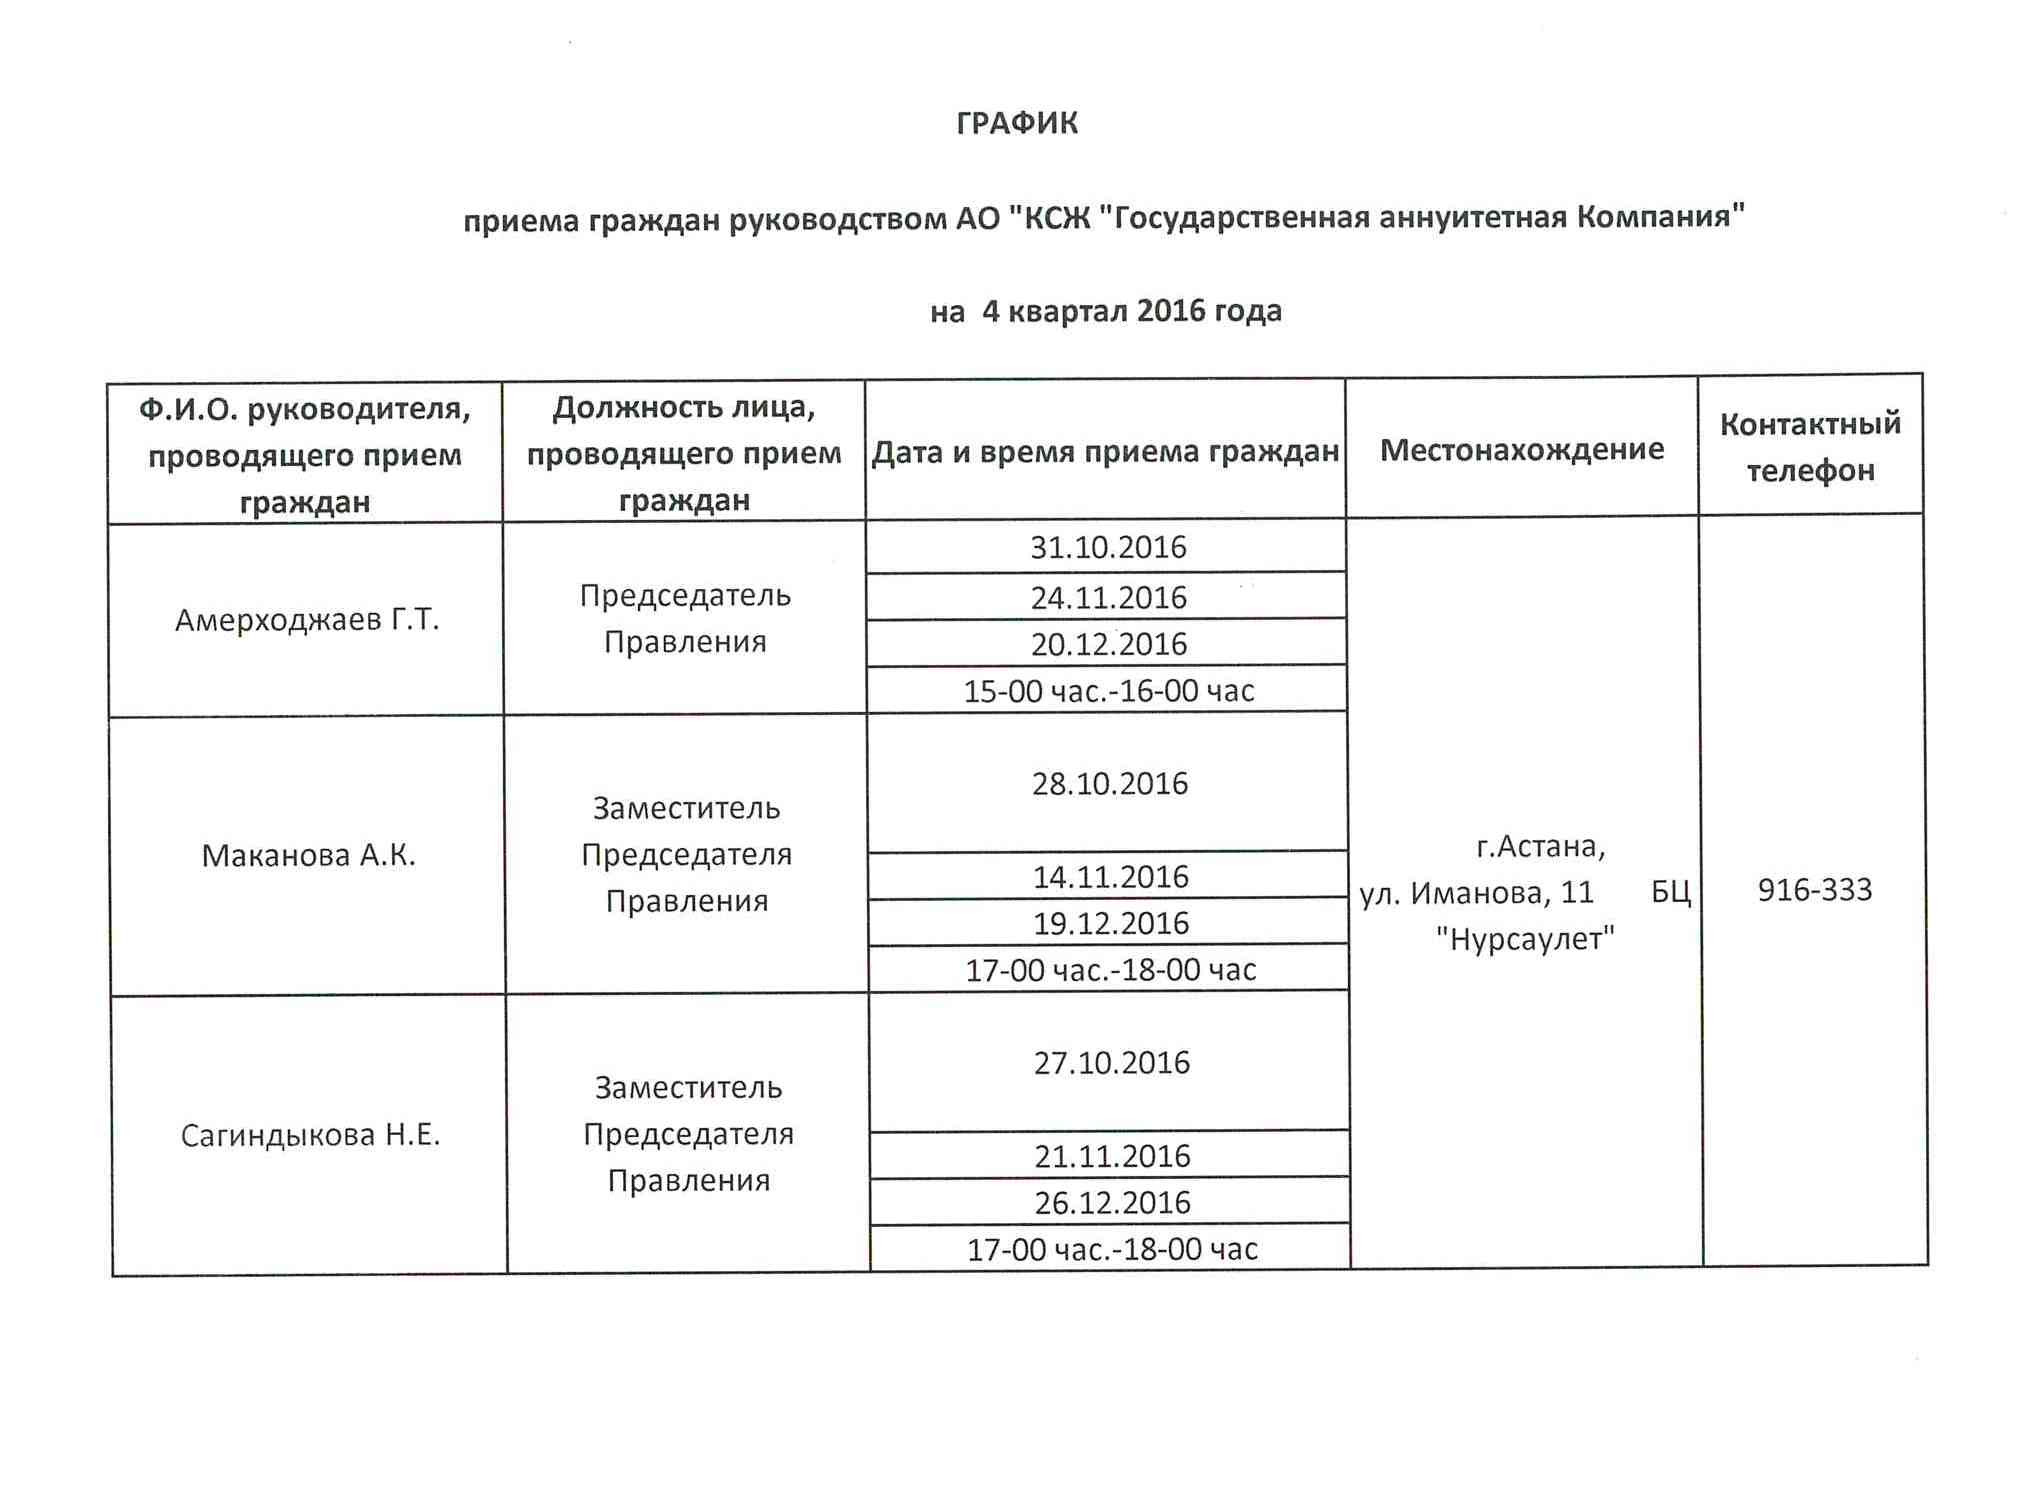 ГРАФИК
приема граждан руководством АО "КСЖ "Государственная аннуитетная Компания"
на 4 квартал 2016 года
Ф.И.О. руководителя,
проводящего прием
граждан
Должность лица,
проводящего прием
граждан
Дата и время приема граждан
Местонахождение
Контактный
телефон
Амерходжаев Г.Т.
Председатель
Правления
31.10.2016
24.11.2016
20.12.2016
15-00 час.-16-00 час
Маканова А.К.
Заместитель
Председателя
Правления
28.10.2016
14.11.2016
19.12.2016
17-00 час.-18-00 час
Сагиндыкова Н.Е.
Заместитель
Председателя
Правления
27.10.2016
21.11.2016
26.12.2016
17-00 час.-18-00 час
г.Астана,
ул. Иманова, 11 БЦ
"Нурсаулет"
916-333